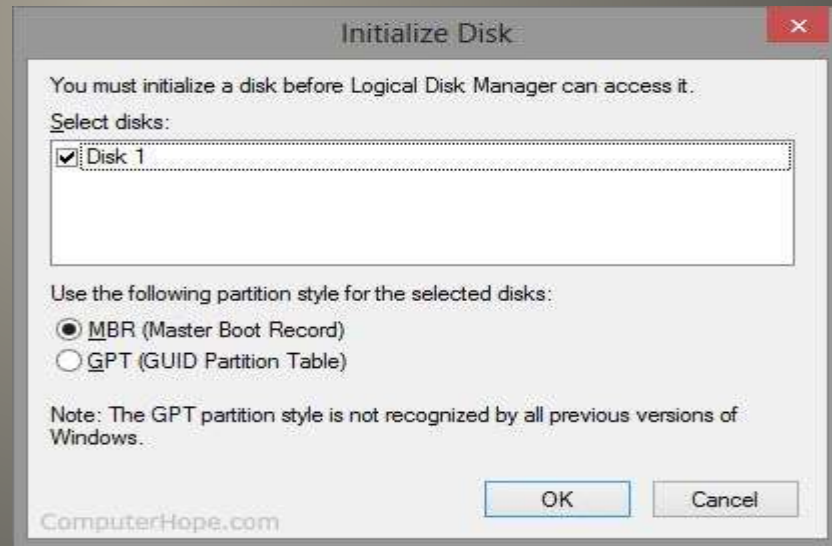 Initialize Disk
You must initialize a disk before Logical Disk Manager can access it.
Select disks:
Disk 1
Use the following partition style for the selected disks:
MBR (Master Boot Record)
GPT (GUID Partition Table)
Note: The GPT partition style is not recognized by all previous versions of
Windows.
OK Cancel
ComputerHope.com